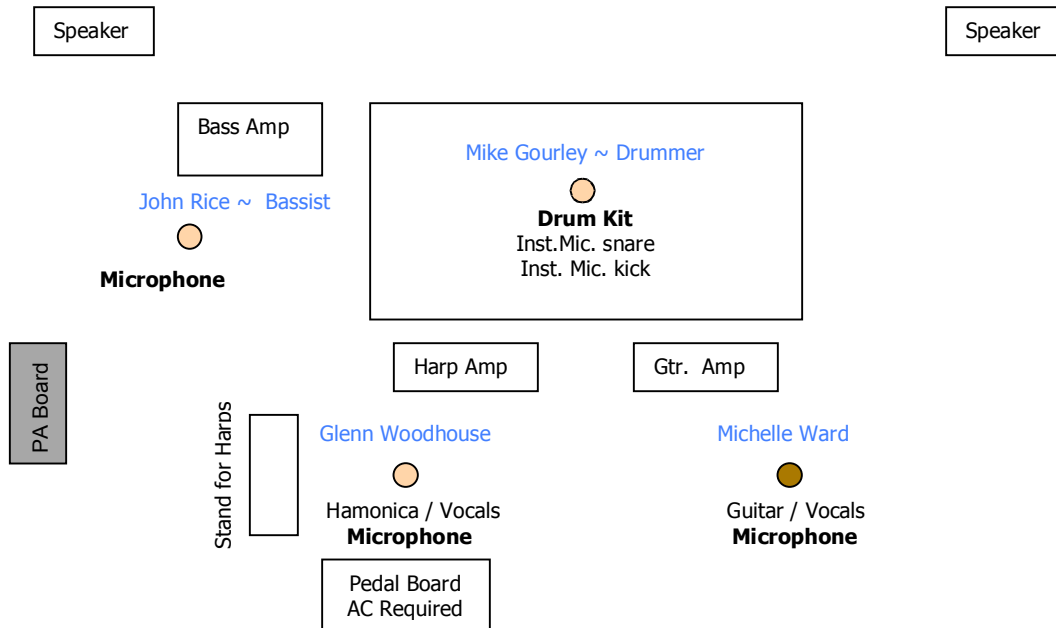 Speaker
Speaker
Bass Amp
Mike Gourley ~ Drummer
John Rice ~ Bassist
Drum Kit
Inst.Mic. snare
Inst. Mic. kick
Microphone
PA Board
Harp Amp
Gtr. Amp
Stand for Harps
Glenn Woodhouse
Michelle Ward
Hamonica / Vocals
Microphone
Guitar / Vocals
Microphone
Pedal Board
AC Required